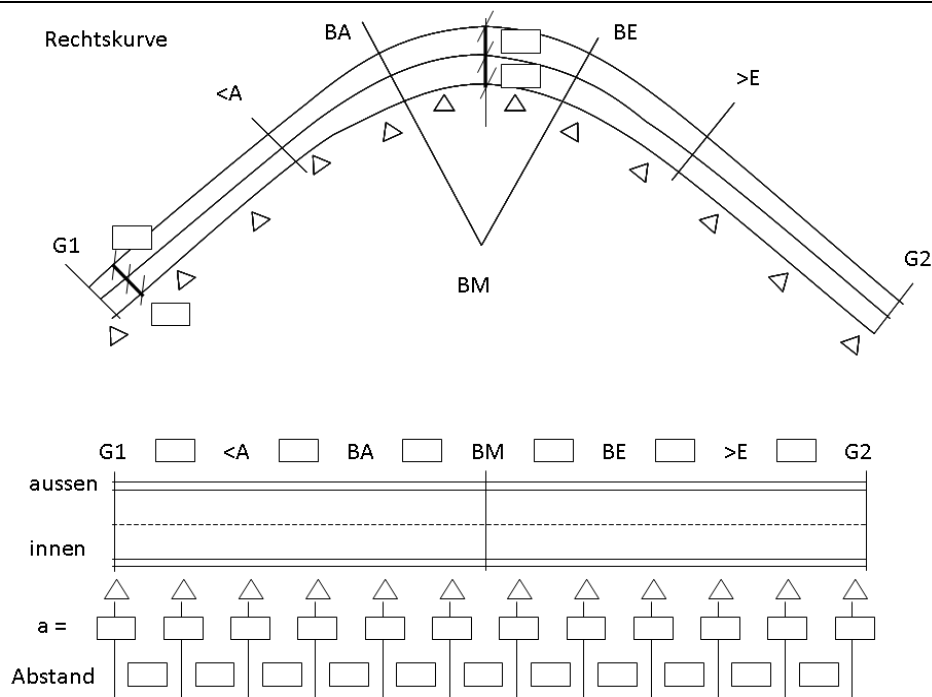 Rechtskurve
BA
BE
<A
>E
G1
G2
BM
G1 <A BA BM BE >E G2
aussen
innen
a =
Abstand